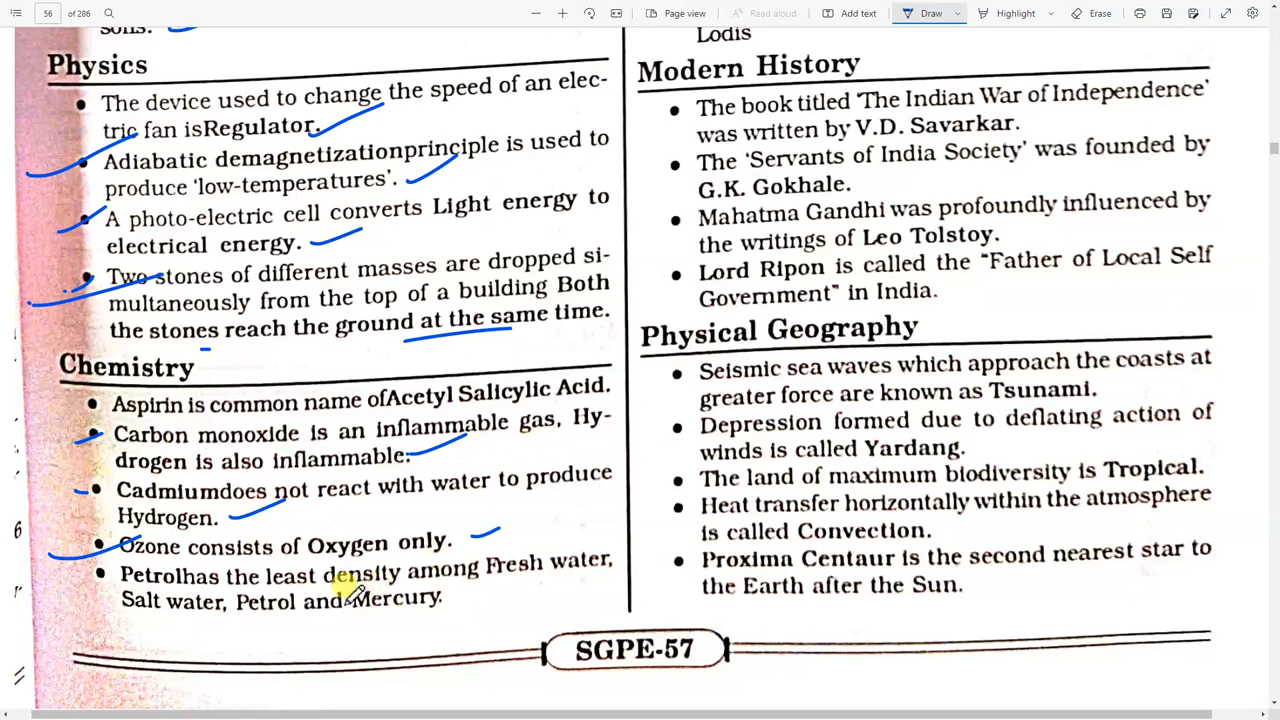 56 of 286
Page view
Read aloud
Add text
Draw
Highlight
Erase
Physics
• The device used to change the speed of an elec-
tric fan isRegulator.
• Adiabatic demagnetizationprinciple is used to
produce 'low-temperatures'.
• A photo-electric cell converts Light energy to
electrical energy.
• Two stones of different masses are dropped si-
multaneously from the top of a building Both
the stones reach the ground at the same time.
Chemistry
• Aspirin is common name ofAcetyl Salicylic Acid.
• Carbon monoxide is an inflammable gas, Hy-
drogen is also inflammable.
• Cadmiumdoes not react with water to produce
Hydrogen.
• Ozone consists of Oxygen only.
• Petrolhas the least density among Fresh water,
Salt water, Petrol and Mercury.
Lodis
Modern History
• The book titled 'The Indian War of Independence'
was written by V.D. Savarkar.
• The 'Servants of India Society' was founded by
G.K. Gokhale.
• Mahatma Gandhi was profoundly influenced by
the writings of Leo Tolstoy.
• Lord Ripon is called the "Father of Local Self
Government" in India.
Physical Geography
• Seismic sea waves which approach the coasts at
greater force are known as Tsunami.
• Depression formed due to deflating action of
winds is called Yardang.
• The land of maximum biodiversity is Tropical.
• Heat transfer horizontally within the atmosphere
is called Convection.
• Proxima Centaur is the second nearest star to
the Earth after the Sun.
SGPE-57